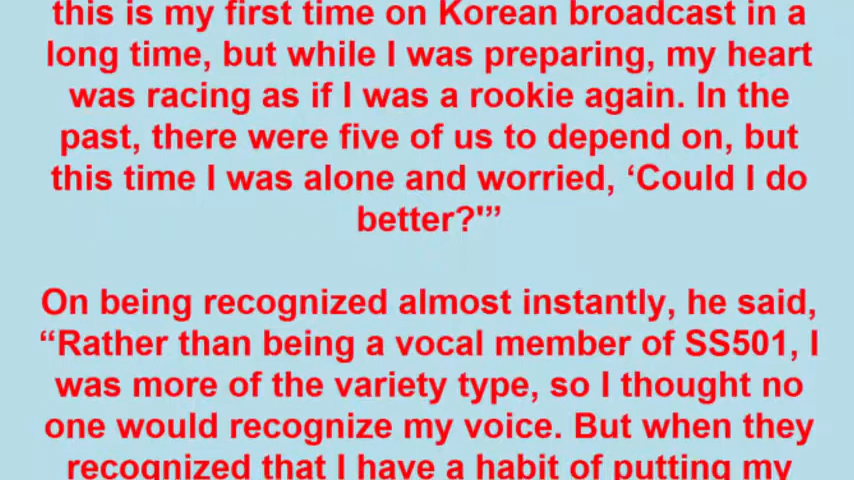 this is my first time on Korean broadcast in a
long time, but while I was preparing, my heart
was racing as if I was a rookie again. In the
past, there were five of us to depend on, but
this time I was alone and worried, ‘Could I do
better?'”
On being recognized almost instantly, he said,
“Rather than being a vocal member of SS501, I
was more of the variety type, so I thought no
one would recognize my voice. But when they
recognized that I have a habit of putting my